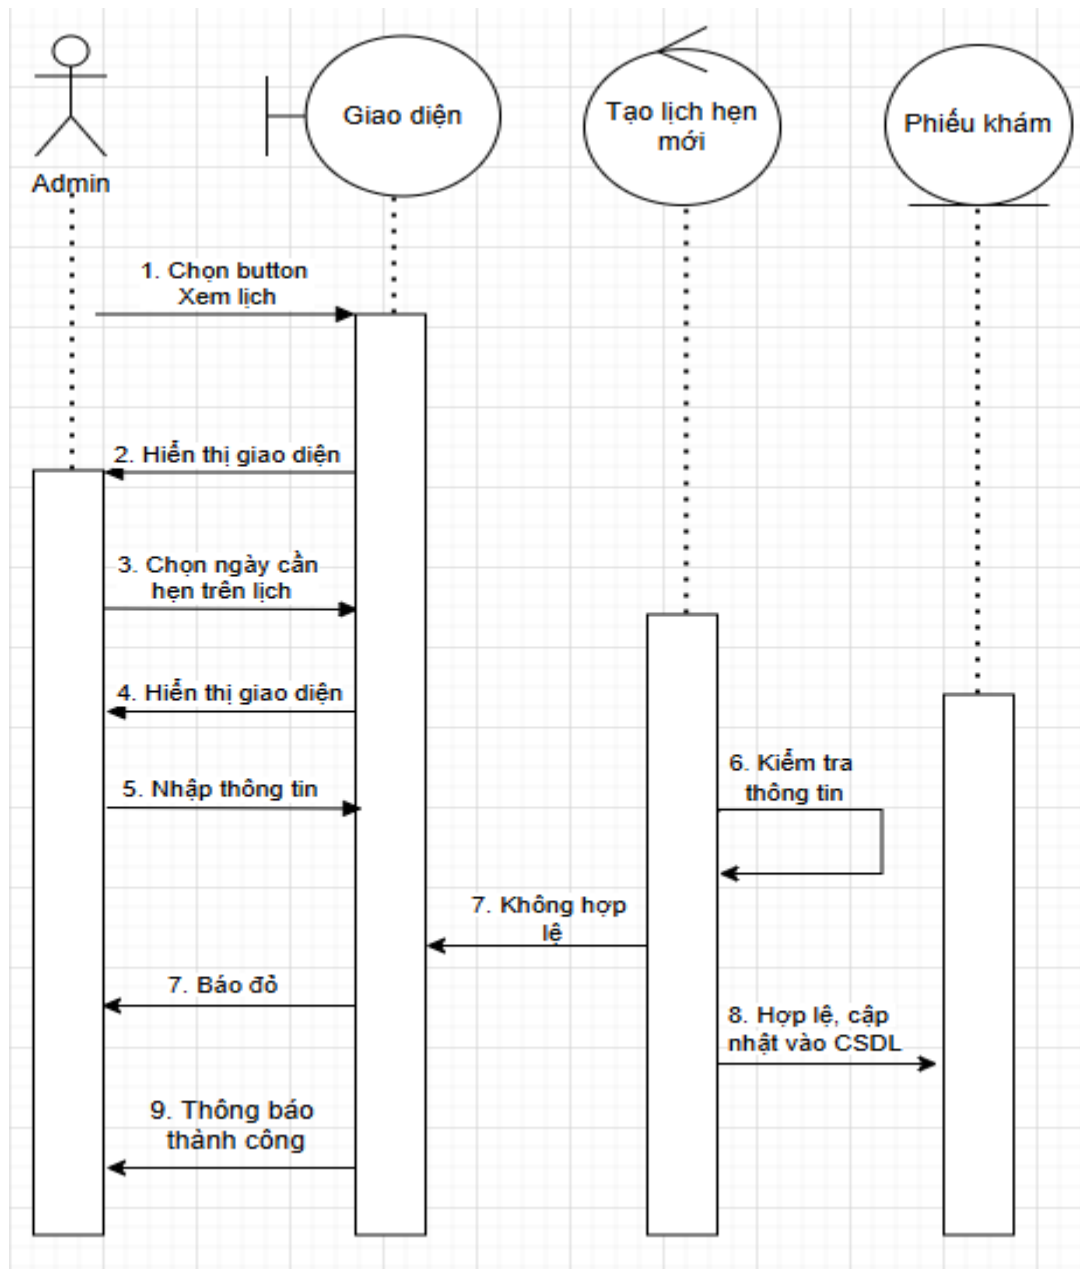 Giao diện
Tạo lịch hẹn
mới
Phiếu khám
Admin
1. Chọn button
Xem lịch
2. Hiển thị giao diện
3. Chọn ngày cần
hẹn trên lịch
4. Hiển thị giao diện
5. Nhập thông tin
6. Kiểm tra
thông tin
7. Không hợp
lệ
7. Báo đỏ
8. Hợp lệ, cập
nhật vào CSDL
9. Thông báo
thành công